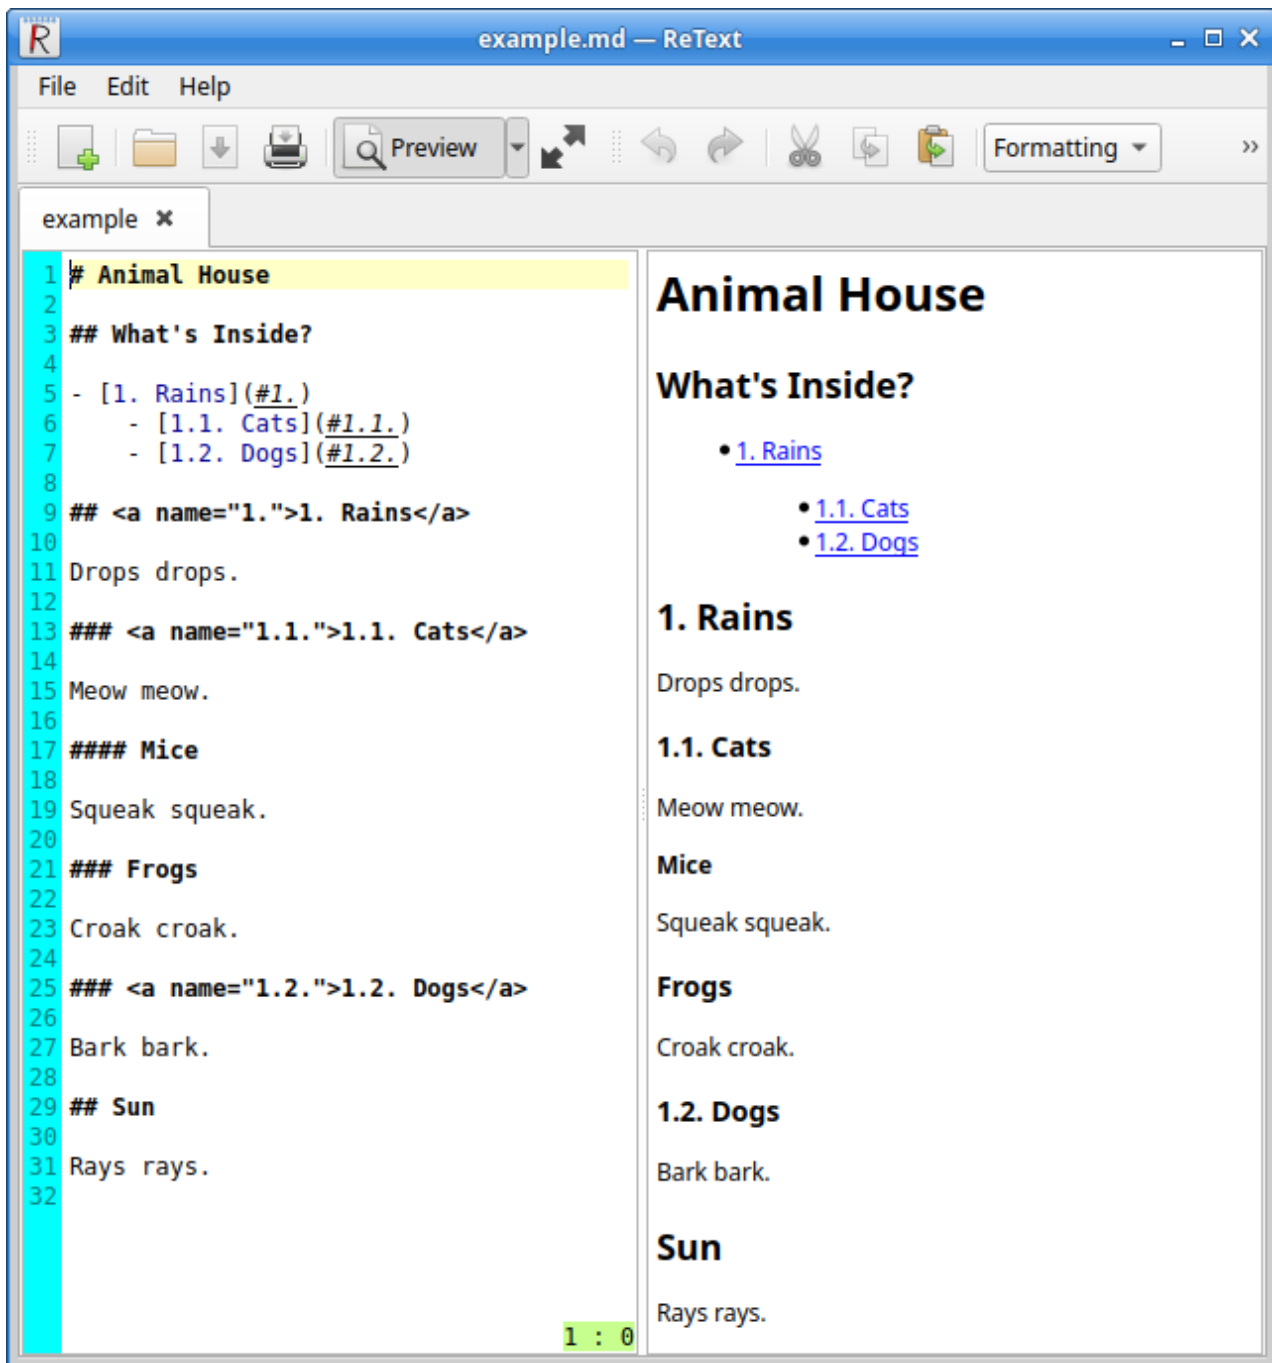 example.md — ReText
File Edit Help
Preview Formatting »
example
1 # Animal House
2
3 ## What's Inside?
4
5 - [1. Rains](#1.)
6     - [1.1. Cats](#1.1.)
7     - [1.2. Dogs](#1.2.)
8
9 ## <a name="1.">1. Rains</a>
10
11 Drops drops.
12
13 ### <a name="1.1.">1.1. Cats</a>
14
15 Meow meow.
16
17 #### Mice
18
19 Squeak squeak.
20
21 ### Frogs
22
23 Croak croak.
24
25 ### <a name="1.2.">1.2. Dogs</a>
26
27 Bark bark.
28
29 ## Sun
30
31 Rays rays.
32
1 : 0
Animal House
What's Inside?
• 1. Rains
• 1.1. Cats
• 1.2. Dogs
1. Rains
Drops drops.
1.1. Cats
Meow meow.
Mice
Squeak squeak.
Frogs
Croak croak.
1.2. Dogs
Bark bark.
Sun
Rays rays.